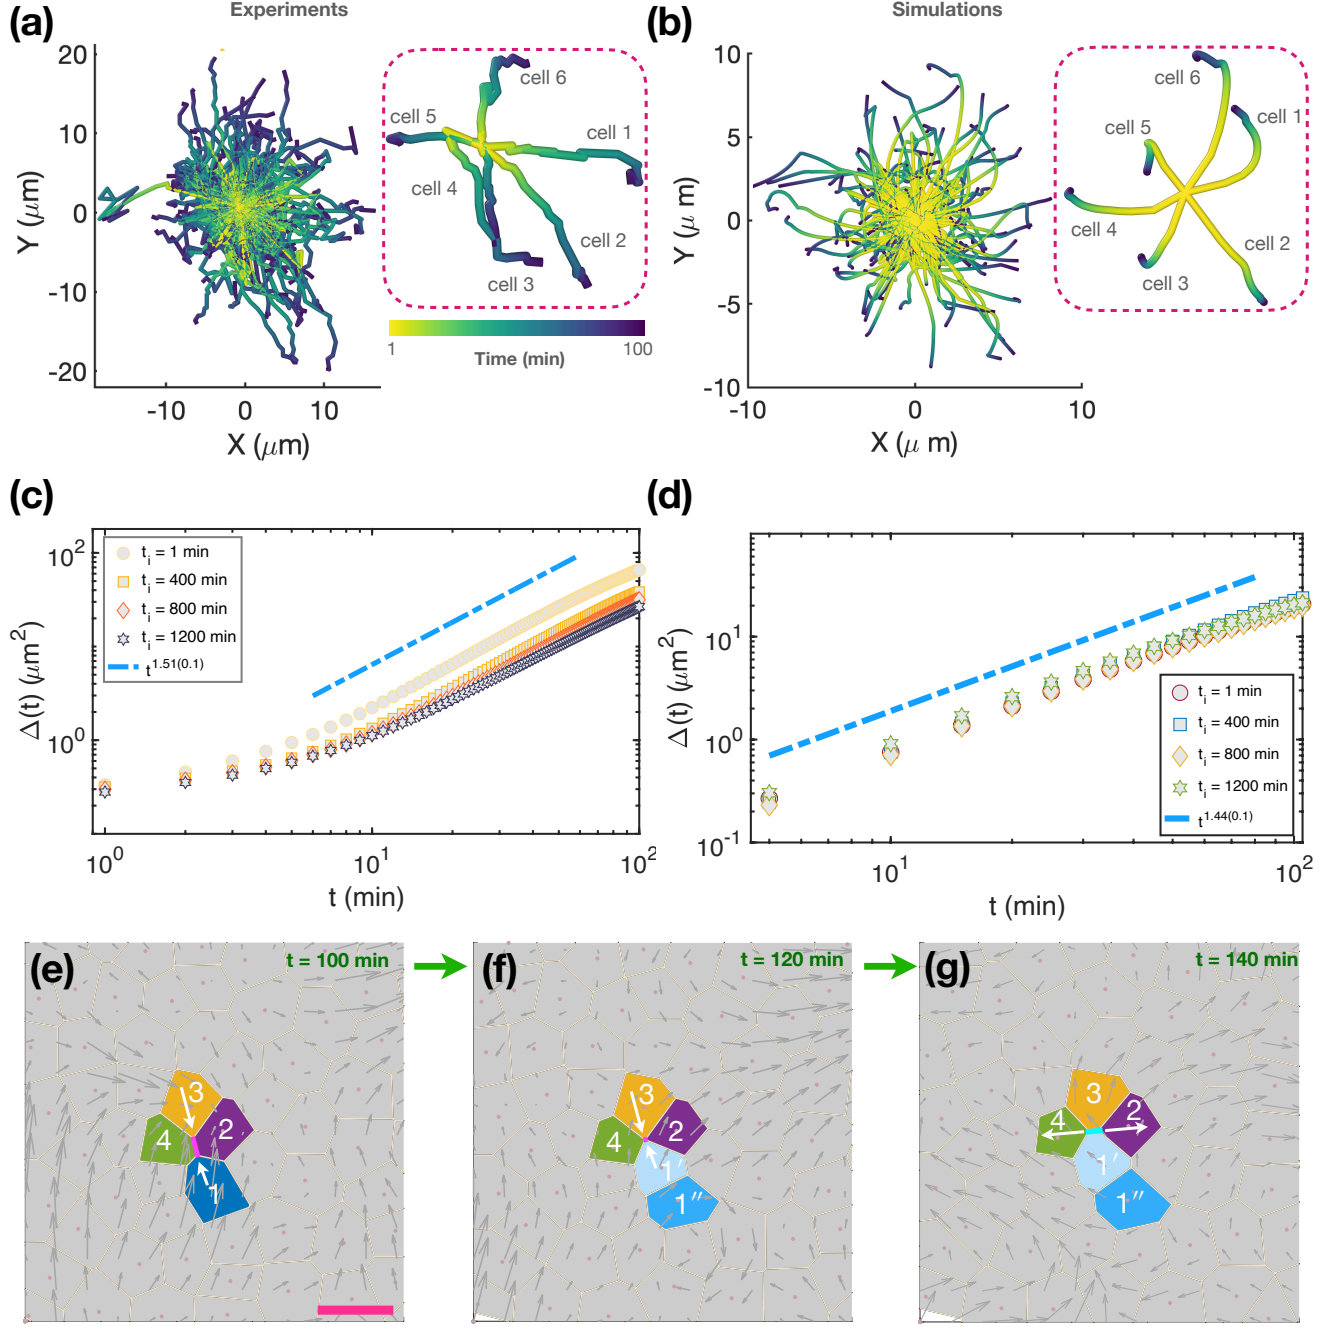 (a)
Experiments
20
10
0
-10
-20
Y (μm)
-10
0
10
X (μm)
cell 6
cell 5
cell 1
cell 4
cell 2
cell 3
1
100
Time (min)
(b)
Simulations
10
5
0
-5
-10
Y (μ m)
-10
0
10
X (μ m)
cell 6
cell 1
cell 5
cell 4
cell 2
cell 3
(c)
t_i = 1 min
t_i = 400 min
t_i = 800 min
t_i = 1200 min
t^1.51(0.1)
10^2
10^0
Δ(t) (μm^2)
10^0
10^1
10^2
t (min)
(d)
10^1
10^0
10^-1
Δ(t) (μm^2)
t_i = 1 min
t_i = 400 min
t_i = 800 min
t_i = 1200 min
t^1.44(0.1)
10^1
10^2
t (min)
(e)
t = 100 min
3
2
4
1
(f)
t = 120 min
3
2
4
1′
1″
(g)
t = 140 min
3
2
4
1′
1″